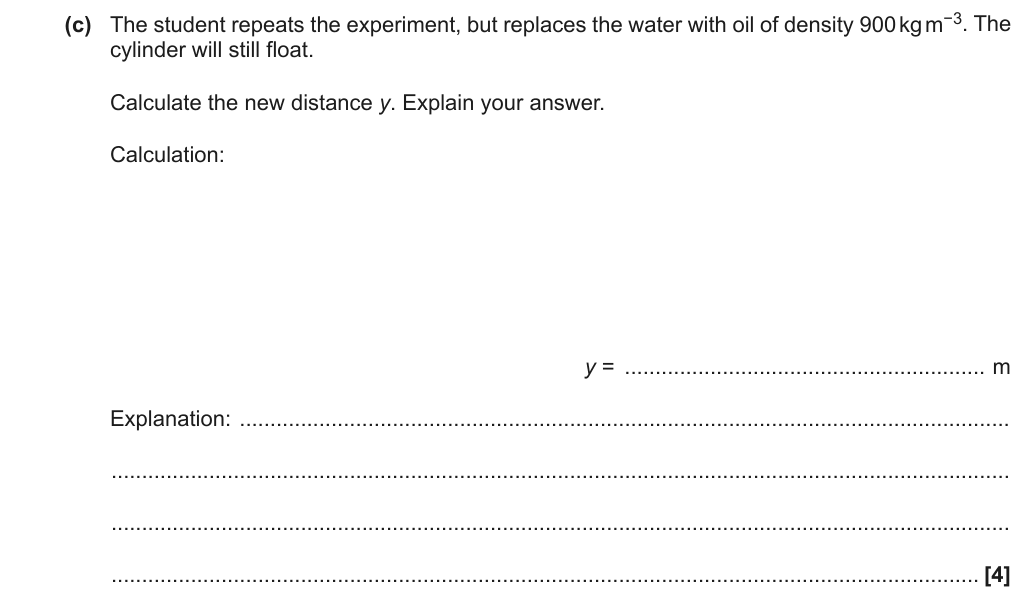 (c) The student repeats the experiment, but replaces the water with oil of density 900 kg m⁻³. The
cylinder will still float.
Calculate the new distance y. Explain your answer.
Calculation:
y = ........................................................... m
Explanation: ...............................................................................................................................
....................................................................................................................................................
....................................................................................................................................................
............................................................................................................................................... [4]